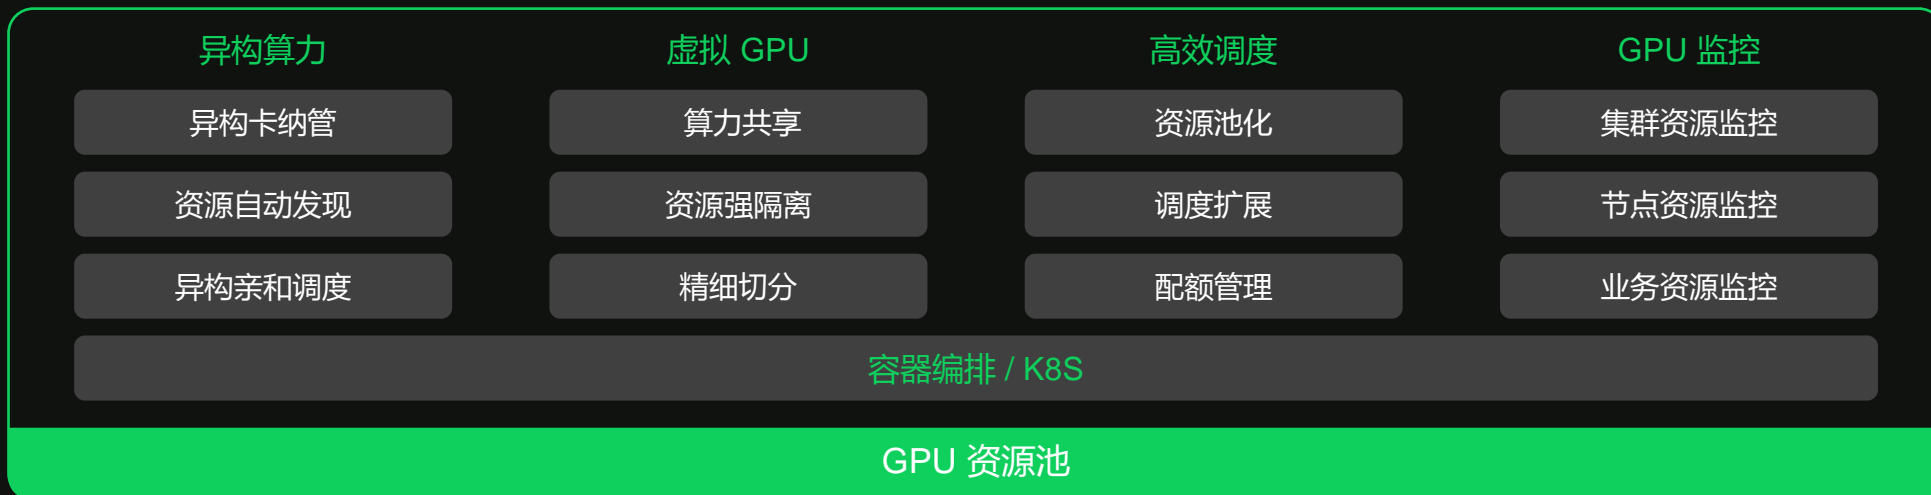 异构算力
虚拟 GPU
高效调度
GPU 监控
异构卡纳管
算力共享
资源池化
集群资源监控
资源自动发现
资源强隔离
调度扩展
节点资源监控
异构亲和调度
精细切分
配额管理
业务资源监控
容器编排 / K8S
GPU 资源池